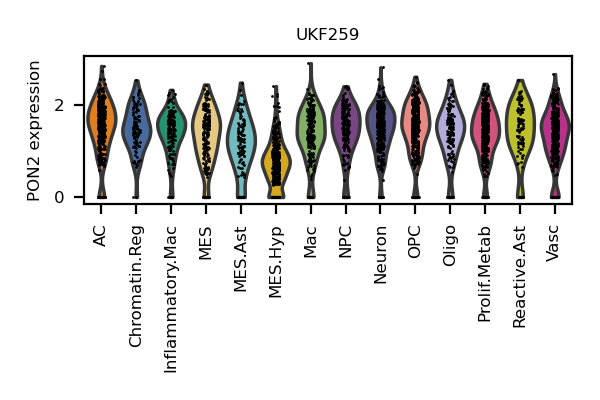 UKF259
PON2 expression
2
0
AC
Chromatin.Reg
Inflammatory.Mac
MES
MES.Ast
MES.Hyp
Mac
NPC
Neuron
OPC
Oligo
Prolif.Metab
Reactive.Ast
Vasc